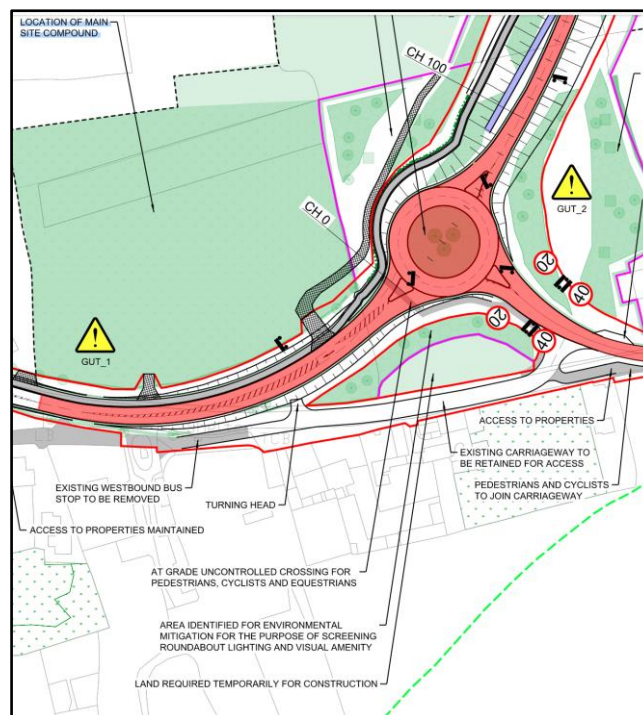 LOCATION OF MAIN
SITE COMPOUND
CH 100
CH 0
GUT_2
20
40
20
40
GUT_1
ACCESS TO PROPERTIES
EXISTING CARRIAGEWAY TO
BE RETAINED FOR ACCESS
EXISTING WESTBOUND BUS
STOP TO BE REMOVED
TURNING HEAD
PEDESTRIANS AND CYCLISTS
TO JOIN CARRIAGEWAY
ACCESS TO PROPERTIES MAINTAINED
AT GRADE UNCONTROLLED CROSSING FOR
PEDESTRIANS, CYCLISTS AND EQUESTRIANS
AREA IDENTIFIED FOR ENVIRONMENTAL
MITIGATION FOR THE PURPOSE OF SCREENING
ROUNDABOUT LIGHTING AND VISUAL AMENITY
LAND REQUIRED TEMPORARILY FOR CONSTRUCTION